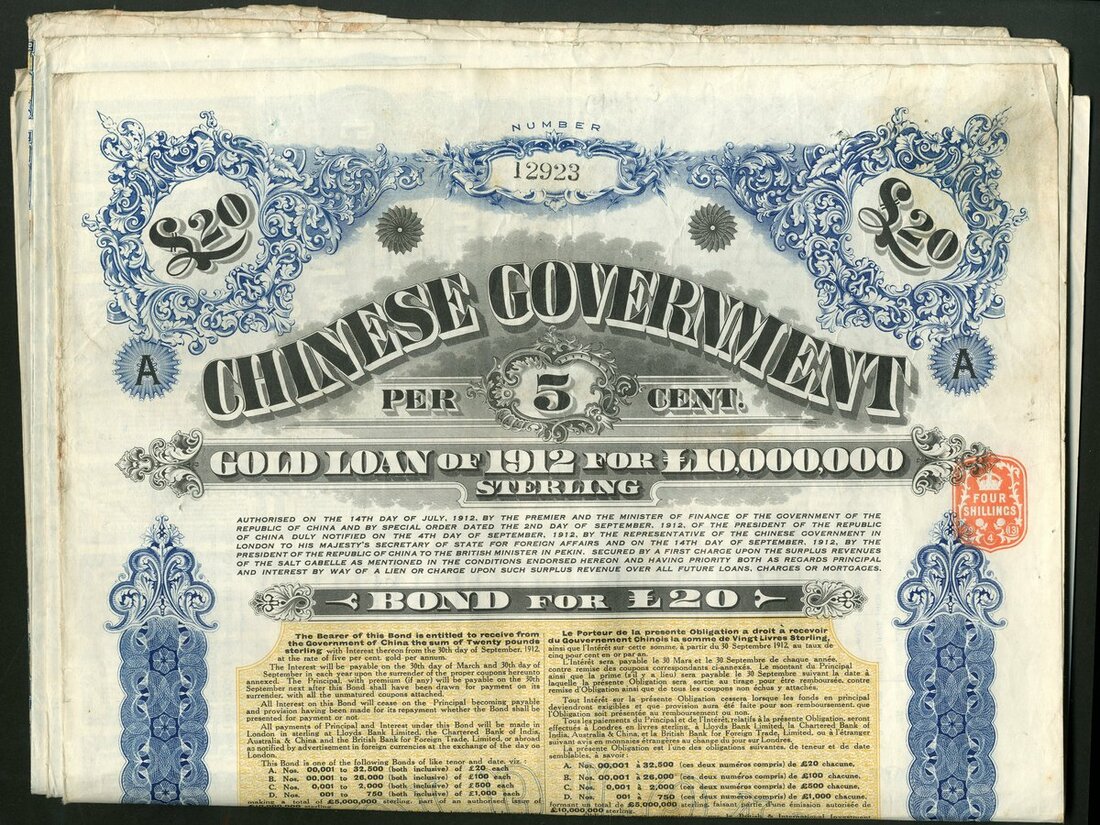 NUMBER
12923
£20
£20
CHINESE GOVERNMENT
A
A
PER 5 CENT.
GOLD LOAN OF 1912 FOR £10,000,000
STERLING
FOUR
SHILLINGS
AUTHORISED ON THE 14TH DAY OF JULY, 1912, BY THE PREMIER AND THE MINISTER OF FINANCE OF THE GOVERNMENT OF THE
REPUBLIC OF CHINA AND BY SPECIAL ORDER DATED THE 2ND DAY OF SEPTEMBER, 1912, OF THE PRESIDENT OF THE REPUBLIC
OF CHINA DULY NOTIFIED ON THE 4TH DAY OF SEPTEMBER, 1912, BY THE REPRESENTATIVE OF THE CHINESE GOVERNMENT IN
LONDON TO HIS MAJESTY'S SECRETARY OF STATE FOR FOREIGN AFFAIRS AND ON THE 14TH DAY OF SEPTEMBER, 1912, BY THE
PRESIDENT OF THE REPUBLIC OF CHINA TO THE BRITISH MINISTER IN PEKIN. SECURED BY A FIRST CHARGE UPON THE SURPLUS REVENUES
OF THE SALT GABELLE AS MENTIONED IN THE CONDITIONS ENDORSED HEREON AND HAVING PRIORITY BOTH AS REGARDS PRINCIPAL
AND INTEREST BY WAY OF A LIEN OR CHARGE UPON SUCH SURPLUS REVENUE OVER ALL FUTURE LOANS, CHARGES OR MORTGAGES.
BOND FOR £20
The Bearer of this Bond is entitled to receive from
the Government of China the sum of Twenty pounds
sterling with Interest thereon from the 30th day of September, 1912,
at the rate of five per cent. gold per annum.
The Interest will be payable on the 30th day of March and 30th day of
September in each year upon the surrender of the proper coupons hereunto
annexed. The Principal with premium (if any) will be payable on the 30th
September next after this Bond shall have been drawn for payment on its
surrender, with all the unmatured coupons attached.
All Interest on this Bond will cease on the Principal becoming payable
and provision having been made for its repayment whether the Bond shall be
presented for payment or not.
All payments of Principal and Interest under this Bond will be made in
London in sterling at Lloyds Bank Limited, the Chartered Bank of India,
Australia & China, and the British Bank for Foreign Trade, Limited, or abroad
as notified by advertisement in foreign currencies at the exchange of the day on
London.
This Bond is one of the following Bonds of like tenor and date, viz:
A. Nos. 00,001 to 32,500 (both inclusive) of £20 each
B. Nos. 00,001 to 26,000 (both inclusive) of £100 each
C. Nos. 0,001 to 2,000 (both inclusive) of £500 each
D. Nos. 001 to 750 (both inclusive) of £1,000 each
making a total of £5,000,000 sterling, part of an authorised issue of
£10,000,000 sterling.
Le Porteur de la présente Obligation a droit à recevoir
du Gouvernement Chinois la somme de Vingt Livres Sterling,
ainsi que l'Intérêt sur cette somme, à partir du 30 Septembre 1912, au taux de
cinq pour cent en or par an.
L'Intérêt sera payable le 30 Mars et le 30 Septembre de chaque année,
contre remise des coupons correspondants ci-annexés. Le montant du Principal
ainsi que la prime (s'il y a lieu) sera payable le 30 Septembre suivant la date à
laquelle la présente Obligation sera sortie au tirage pour être remboursée, contre
remise d'Obligation ainsi que de tous les coupons non échus y attachés.
Tout Intérêt sur la présente Obligation cessera lorsque les fonds en principal
deviendront exigibles et que provision aura été faite pour son remboursement, que
l'Obligation soit présentée au remboursement ou non.
Tous les paiements du Principal et de l'Intérêt, relatifs à la présente Obligation, seront
effectués à Londres en livres sterling, à Lloyds Bank Limited, la Chartered Bank of
India, Australia & China, et la British Bank for Foreign Trade, Limited, ou à l'étranger
suivant avis en monnaies étrangères au change du jour sur Londres.
La présente Obligation est l'une des obligations suivantes, de teneur et de date
semblables, à savoir:
A. Nos. 00,001 à 32,500 (ces deux numéros compris) de £20 chacune.
B. Nos. 00,001 à 26,000 (ces deux numéros compris) de £100 chacune.
C. Nos. 0,001 à 2,000 (ces deux numéros compris) de £500 chacune.
D. Nos. 001 à 750 (ces deux numéros compris) de £1,000 chacune,
formant un total de £5,000,000 sterling, faisant partie d'une émission autorisée de
£10,000,000 sterling.